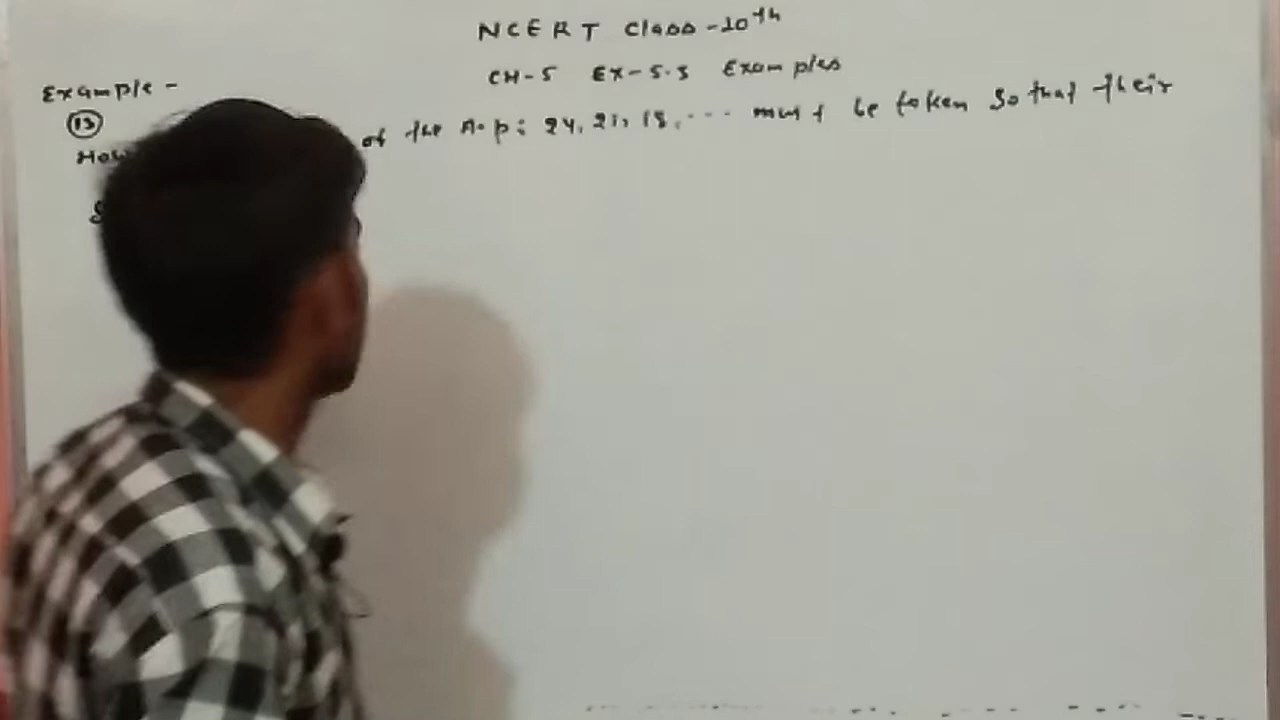 NCERT Class-10th
CH-5 EX-5.3 Examples
Example -
13
of the A.p: 24, 21, 18, ... must be taken so that their